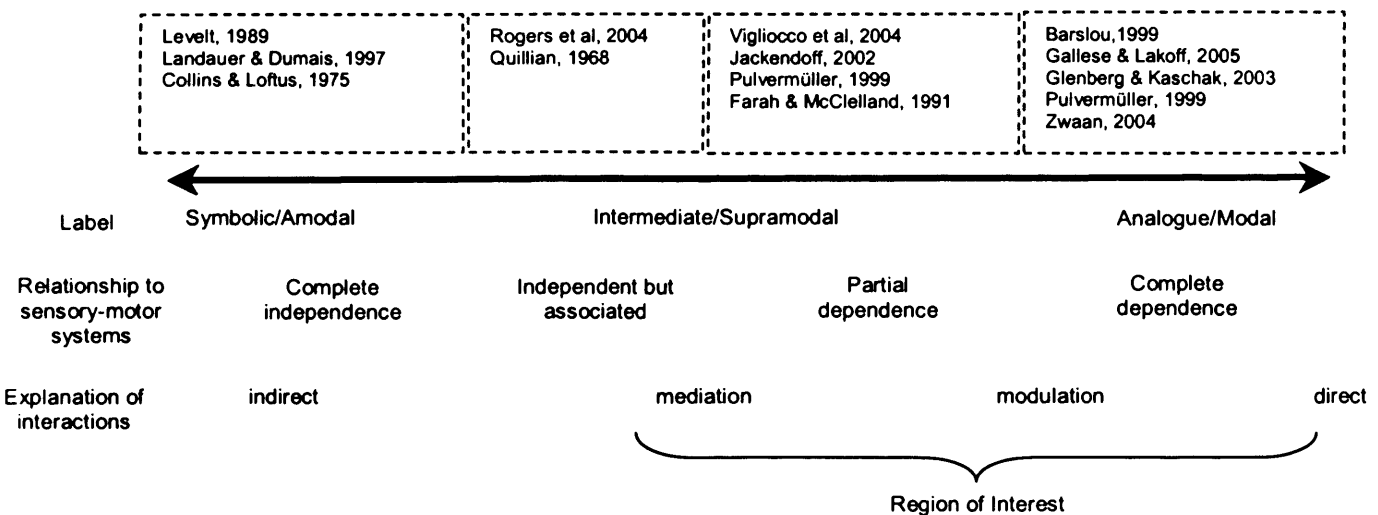 Levelt, 1989
Landauer & Dumais, 1997
Collins & Loftus, 1975
Rogers et al, 2004
Quillian, 1968
Vigliocco et al, 2004
Jackendoff, 2002
Pulvermüller, 1999
Farah & McClelland, 1991
Barslou,1999
Gallese & Lakoff, 2005
Glenberg & Kaschak, 2003
Pulvermüller, 1999
Zwaan, 2004
Label
Symbolic/Amodal
Intermediate/Supramodal
Analogue/Modal
Relationship to
sensory-motor
systems
Complete
independence
Independent but
associated
Partial
dependence
Complete
dependence
Explanation of
interactions
indirect
mediation
modulation
direct
Region of Interest